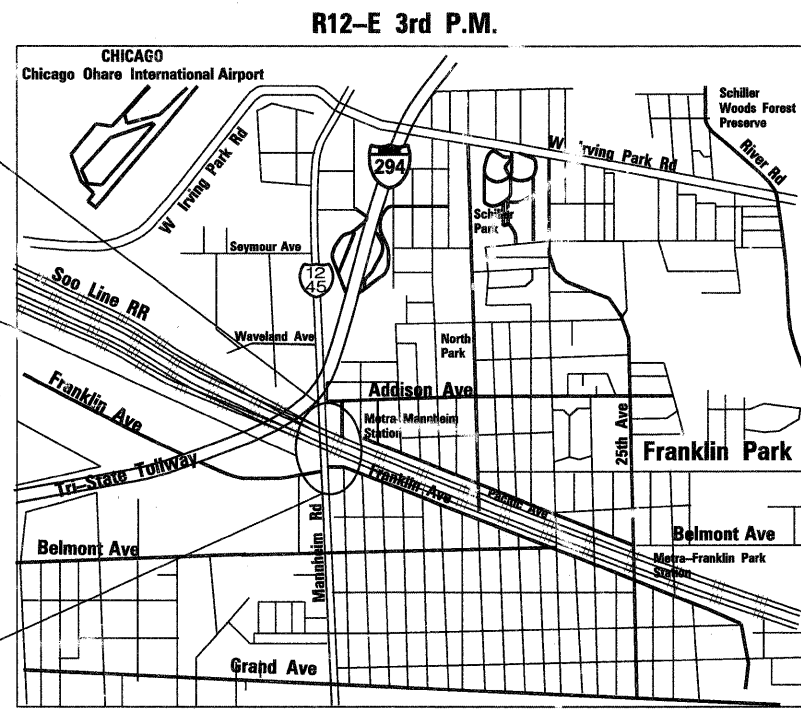 R12–E 3rd P.M.
CHICAGO
Chicago Ohare International Airport
Schiller
Woods Forest
Preserve
River Rd
W Irving Park Rd
W Irving Park Rd
294
Schiller
Park
Seymour Ave
12
45
Soo Line RR
Waveland Ave
North
Park
Franklin Ave
Addison Ave
Metra-Mannheim
Station
25th Ave
Franklin Park
Tri–State Tollway
Franklin Ave
Pacific Ave
Mannheim Rd
Belmont Ave
Belmont Ave
Metra–Franklin Park
Station
Grand Ave